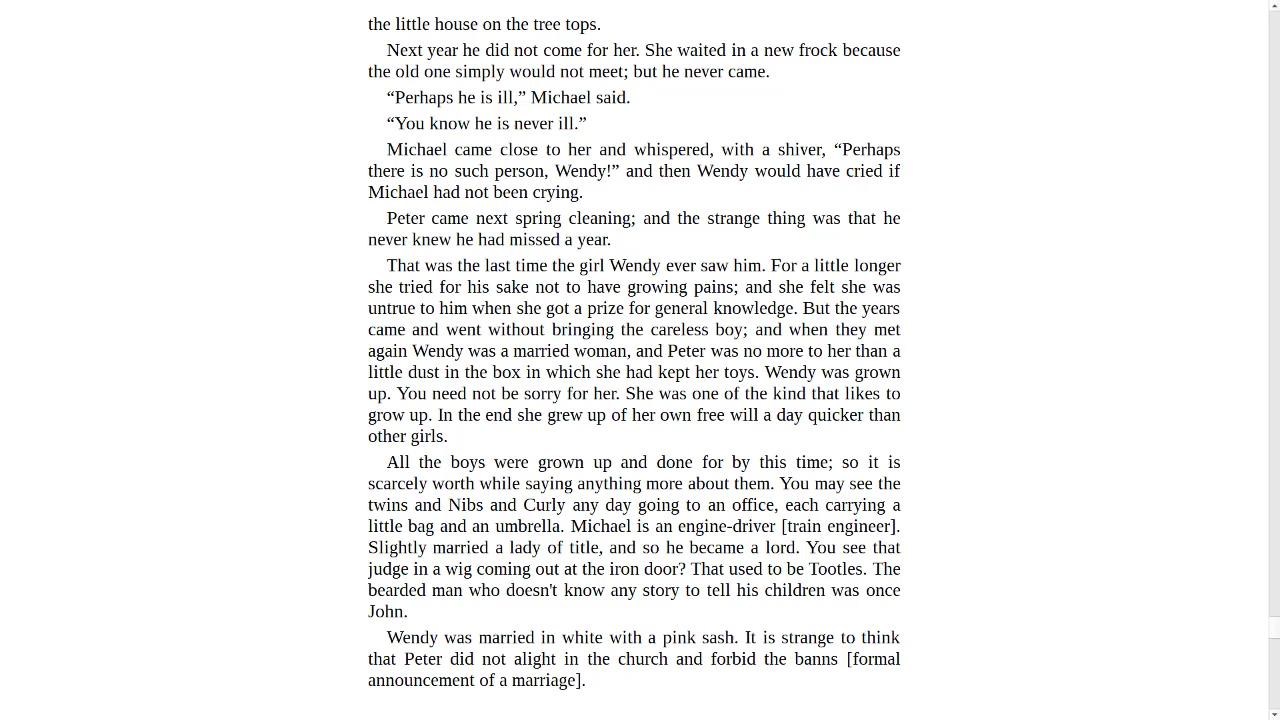 the little house on the tree tops.
Next year he did not come for her. She waited in a new frock because
the old one simply would not meet; but he never came.
“Perhaps he is ill,” Michael said.
“You know he is never ill.”
Michael came close to her and whispered, with a shiver, “Perhaps
there is no such person, Wendy!” and then Wendy would have cried if
Michael had not been crying.
Peter came next spring cleaning; and the strange thing was that he
never knew he had missed a year.
That was the last time the girl Wendy ever saw him. For a little longer
she tried for his sake not to have growing pains; and she felt she was
untrue to him when she got a prize for general knowledge. But the years
came and went without bringing the careless boy; and when they met
again Wendy was a married woman, and Peter was no more to her than a
little dust in the box in which she had kept her toys. Wendy was grown
up. You need not be sorry for her. She was one of the kind that likes to
grow up. In the end she grew up of her own free will a day quicker than
other girls.
All the boys were grown up and done for by this time; so it is
scarcely worth while saying anything more about them. You may see the
twins and Nibs and Curly any day going to an office, each carrying a
little bag and an umbrella. Michael is an engine-driver [train engineer].
Slightly married a lady of title, and so he became a lord. You see that
judge in a wig coming out at the iron door? That used to be Tootles. The
bearded man who doesn't know any story to tell his children was once
John.
Wendy was married in white with a pink sash. It is strange to think
that Peter did not alight in the church and forbid the banns [formal
announcement of a marriage].